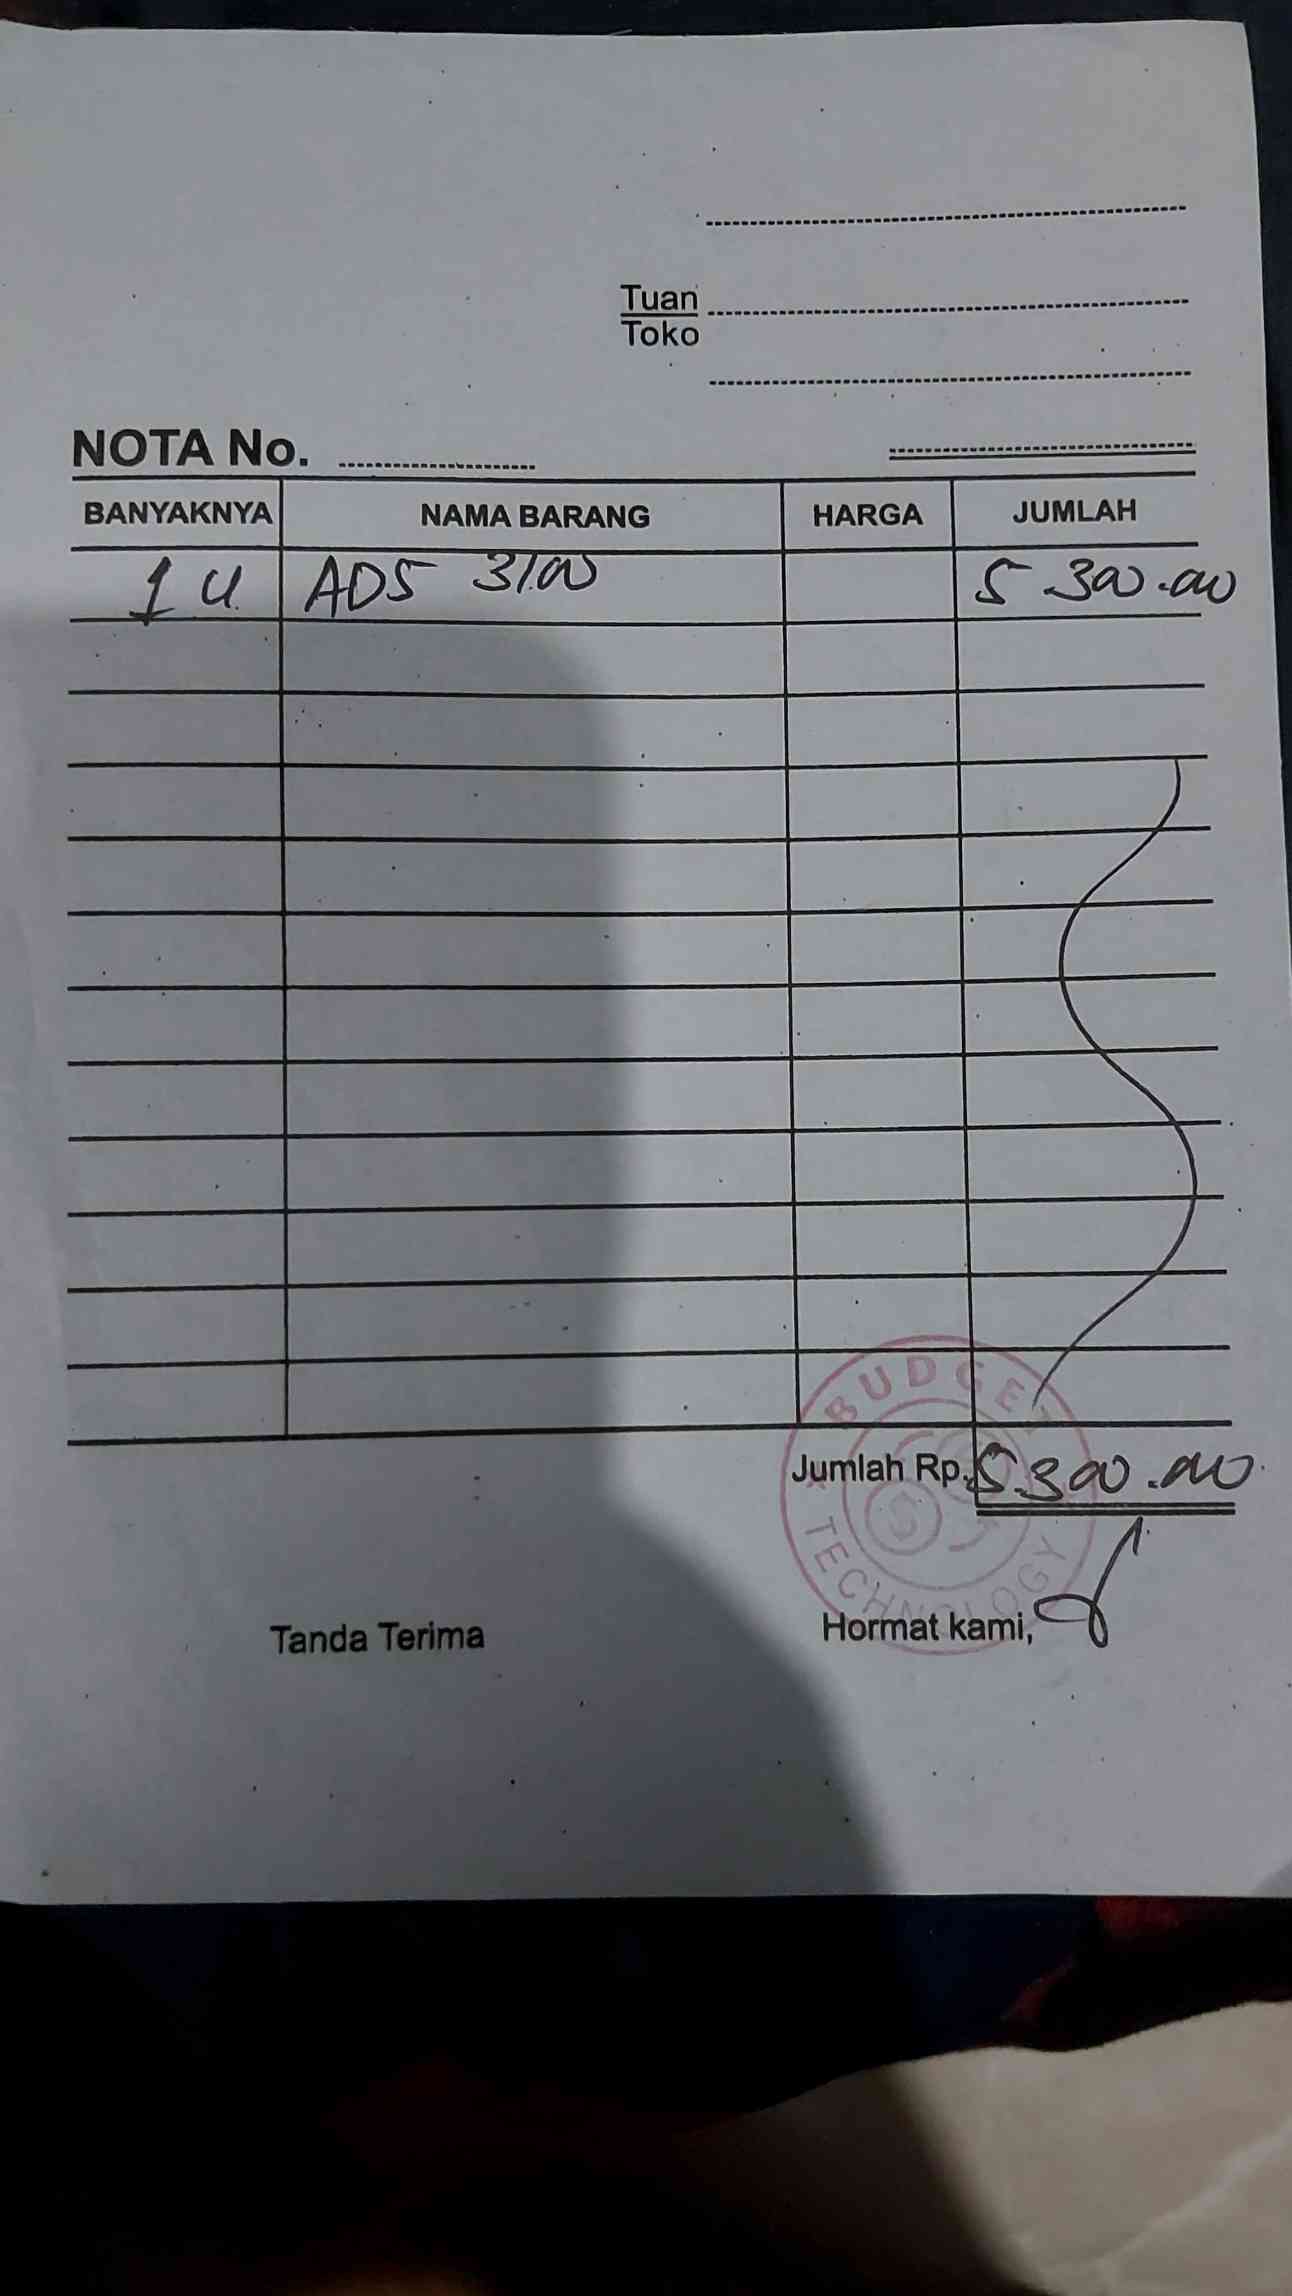 Tuan
Toko
NOTA No.
BANYAKNYA NAMA BARANG HARGA JUMLAH
1 U ADS 3100 5.300.000
Jumlah Rp. 5.300.000
BUDGET TECHNOLOGY
Tanda Terima Hormat kami,